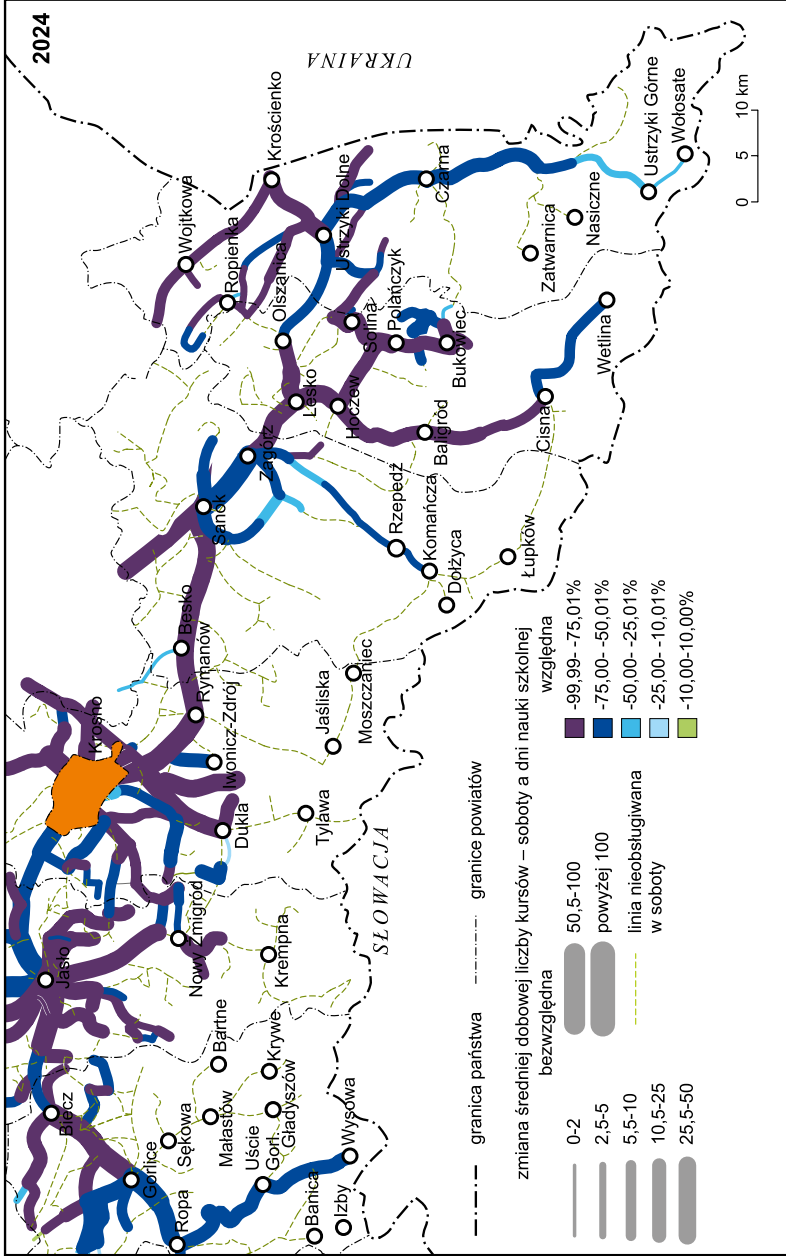 2024
UKRAINA
Krościenko
Wojtkowa
Ropienka
Ustrzyki Dolne
Olszanica
Czarna
Solina
Polańczyk
Bukowiec
Lesko
Hoczew
Zagórz
Sanok
Baligród
Cisna
Wetlina
Zatwarnica
Nasiczne
Ustrzyki Górne
Wołosate
0
5
10 km
Rzepedź
Komańcza
Dołżyca
Łupków
Besko
Rymanów
Iwonicz-Zdrój
Krosno
Jaśliska
Moszczaniec
Dukla
Tylawa
SŁOWACJA
Nowy Żmigród
Krempna
Jasło
Bartne
Krywe
Małastów
Gładyszów
Sękowa
Uście
Gorl.
Biecz
Gorlice
Ropa
Wysowa
Banica
Izby
granica państwa
granice powiatów
zmiana średniej dobowej liczby kursów – soboty a dni nauki szkolnej
bezwzględna
względna
0-2
2,5-5
5,5-10
10,5-25
25,5-50
50,5-100
powyżej 100
linia nieobsługiwana
w soboty
-99,99- -75,01%
-75,00- -50,01%
-50,00- -25,01%
-25,00- -10,01%
-10,00-10,00%